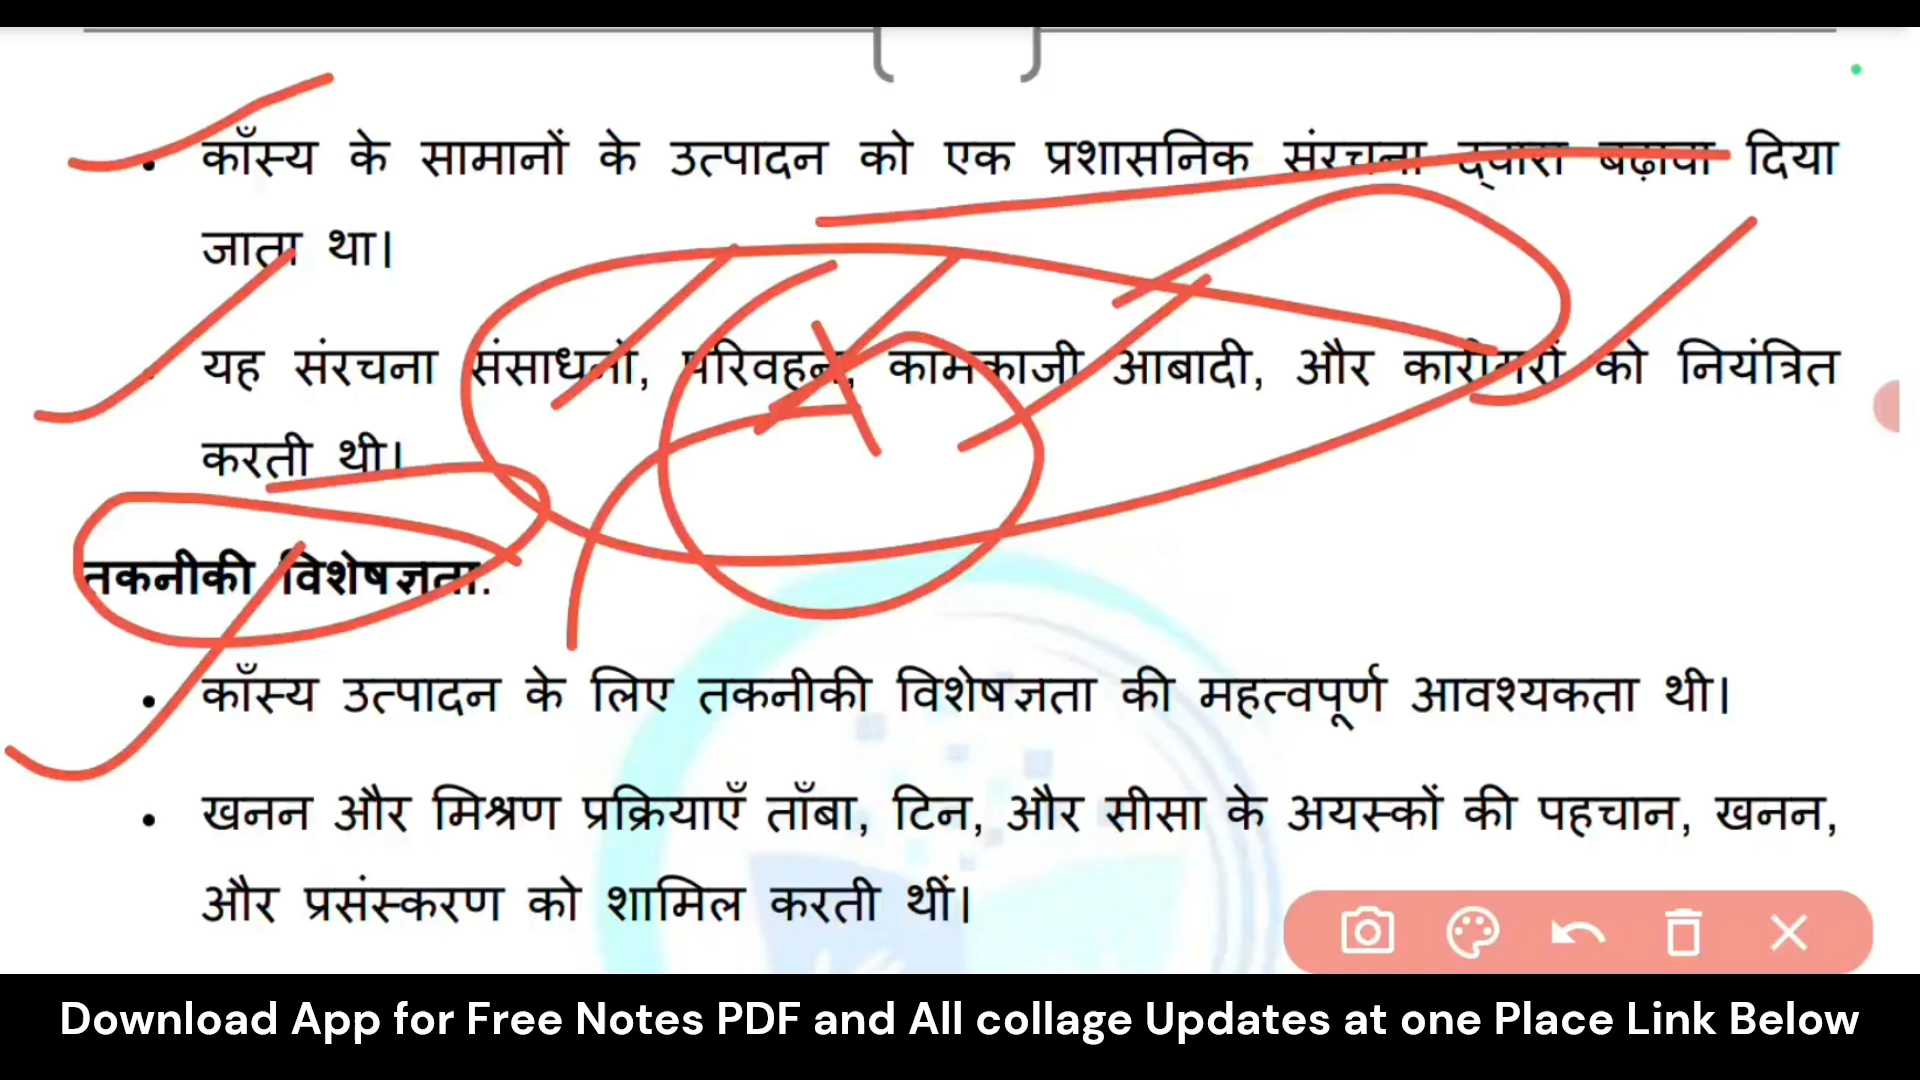 काँस्य के सामानों के उत्पादन को एक प्रशासनिक संरचना द्वारा बढ़ावा दिया
जाता था।
यह संरचना संसाधनों, परिवहन, कामकाजी आबादी, और कारीगरों को नियंत्रित
करती थी।
तकनीकी विशेषज्ञता:
• काँस्य उत्पादन के लिए तकनीकी विशेषज्ञता की महत्वपूर्ण आवश्यकता थी।
• खनन और मिश्रण प्रक्रियाएँ ताँबा, टिन, और सीसा के अयस्कों की पहचान, खनन,
और प्रसंस्करण को शामिल करती थीं।
Download App for Free Notes PDF and All collage Updates at one Place Link Below